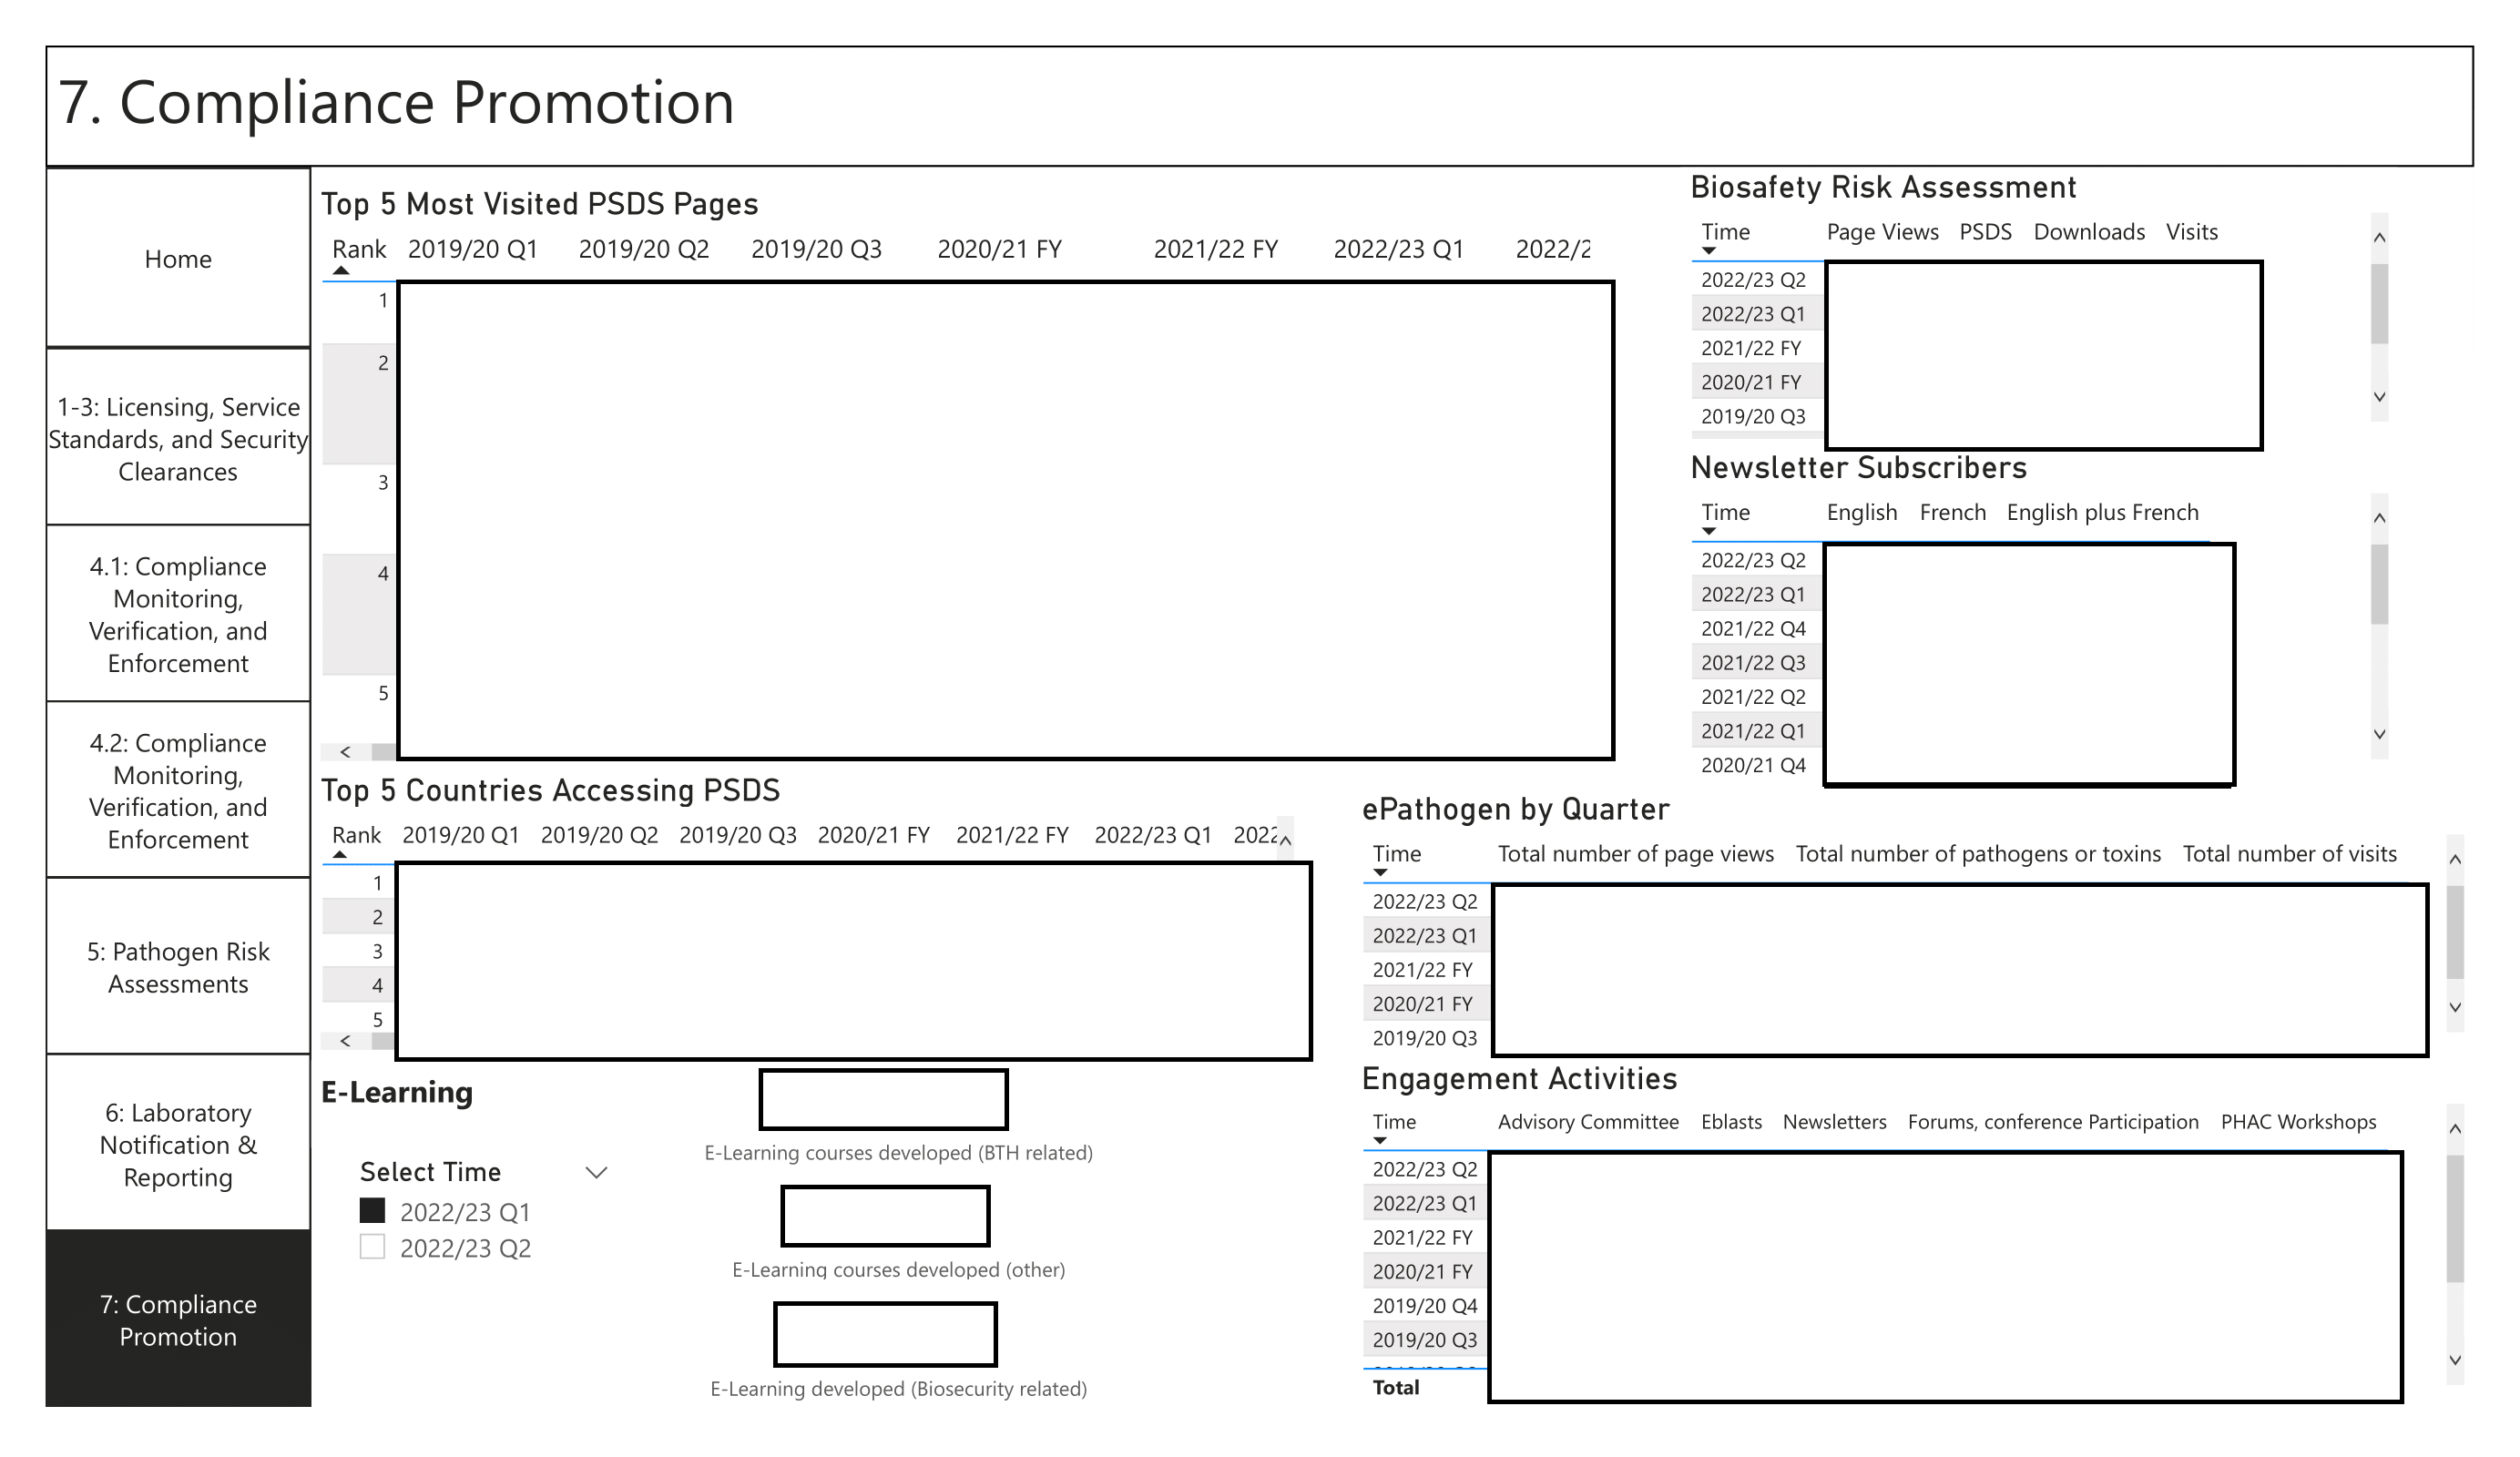 7. Compliance Promotion
Home
1-3: Licensing, Service
Standards, and Security
Clearances
4.1: Compliance
Monitoring,
Verification, and
Enforcement
4.2: Compliance
Monitoring,
Verification, and
Enforcement
5: Pathogen Risk
Assessments
6: Laboratory
Notification &
Reporting
7: Compliance
Promotion
Top 5 Most Visited PSDS Pages
Rank 2019/20 Q1 2019/20 Q2 2019/20 Q3 2020/21 FY 2021/22 FY 2022/23 Q1 2022/2
1
2
3
4
5
Top 5 Countries Accessing PSDS
Rank 2019/20 Q1 2019/20 Q2 2019/20 Q3 2020/21 FY 2021/22 FY 2022/23 Q1 2022
1
2
3
4
5
E-Learning
Select Time
2022/23 Q1
2022/23 Q2
E-Learning courses developed (BTH related)
E-Learning courses developed (other)
E-Learning developed (Biosecurity related)
Biosafety Risk Assessment
Time Page Views PSDS Downloads Visits
2022/23 Q2
2022/23 Q1
2021/22 FY
2020/21 FY
2019/20 Q3
Newsletter Subscribers
Time English French English plus French
2022/23 Q2
2022/23 Q1
2021/22 Q4
2021/22 Q3
2021/22 Q2
2021/22 Q1
2020/21 Q4
ePathogen by Quarter
Time Total number of page views Total number of pathogens or toxins Total number of visits
2022/23 Q2
2022/23 Q1
2021/22 FY
2020/21 FY
2019/20 Q3
Engagement Activities
Time Advisory Committee Eblasts Newsletters Forums, conference Participation PHAC Workshops
2022/23 Q2
2022/23 Q1
2021/22 FY
2020/21 FY
2019/20 Q4
2019/20 Q3
Total